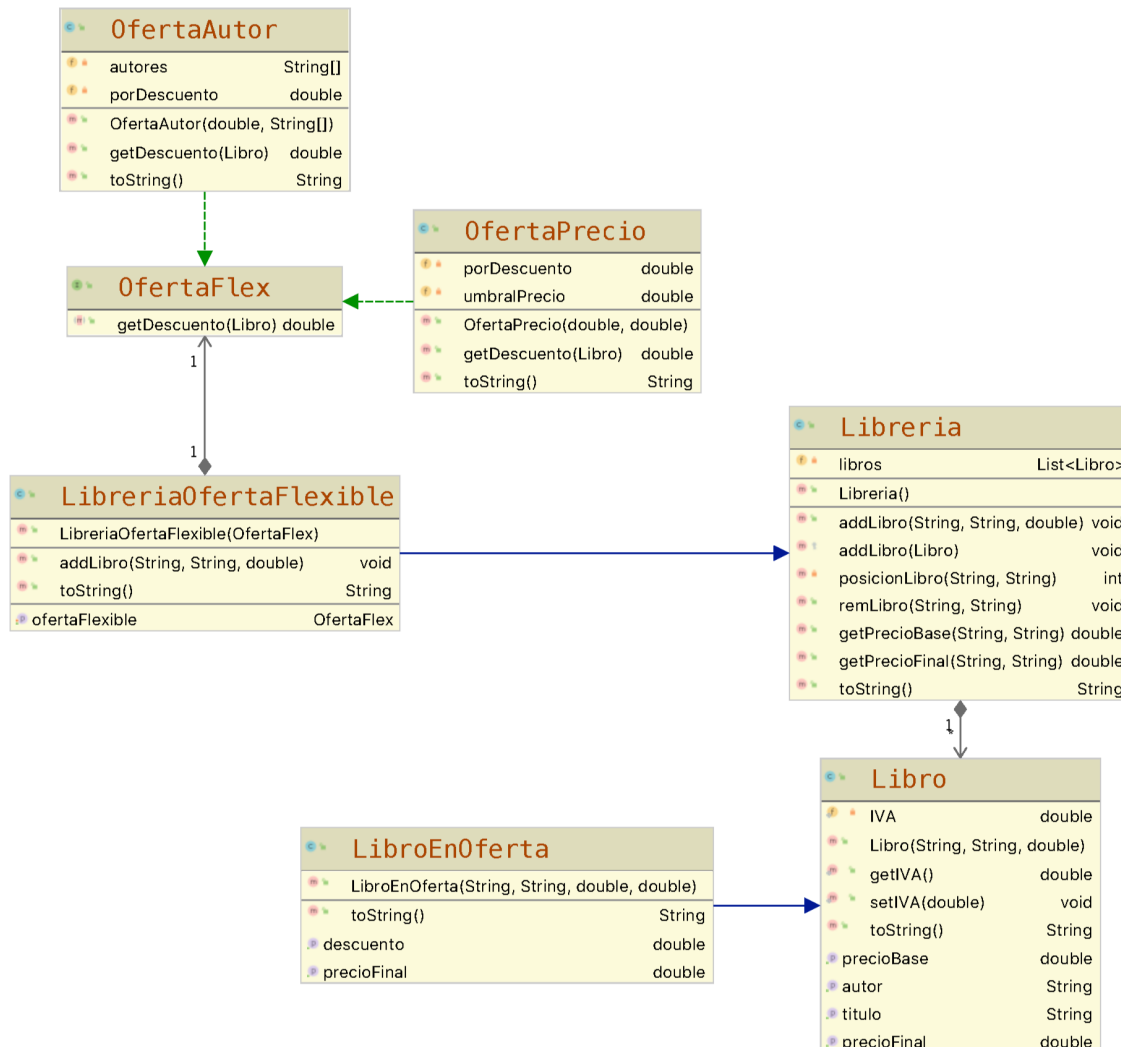 OfertaAutor
autores String[]
porDescuento double
OfertaAutor(double, String[])
getDescuento(Libro) double
toString() String
OfertaPrecio
porDescuento double
umbralPrecio double
OfertaPrecio(double, double)
getDescuento(Libro) double
toString() String
OfertaFlex
getDescuento(Libro) double
1
1
LibreriaOfertaFlexible
LibreriaOfertaFlexible(OfertaFlex)
addLibro(String, String, double) void
toString() String
ofertaFlexible OfertaFlex
Libreria
libros List<Libro>
Libreria()
addLibro(String, String, double) void
addLibro(Libro) void
posicionLibro(String, String) int
remLibro(String, String) void
getPrecioBase(String, String) double
getPrecioFinal(String, String) double
toString() String
1
Libro
IVA double
Libro(String, String, double)
getIVA() double
setIVA(double) void
toString() String
precioBase double
autor String
titulo String
precioFinal double
LibroEnOferta
LibroEnOferta(String, String, double, double)
toString() String
descuento double
precioFinal double